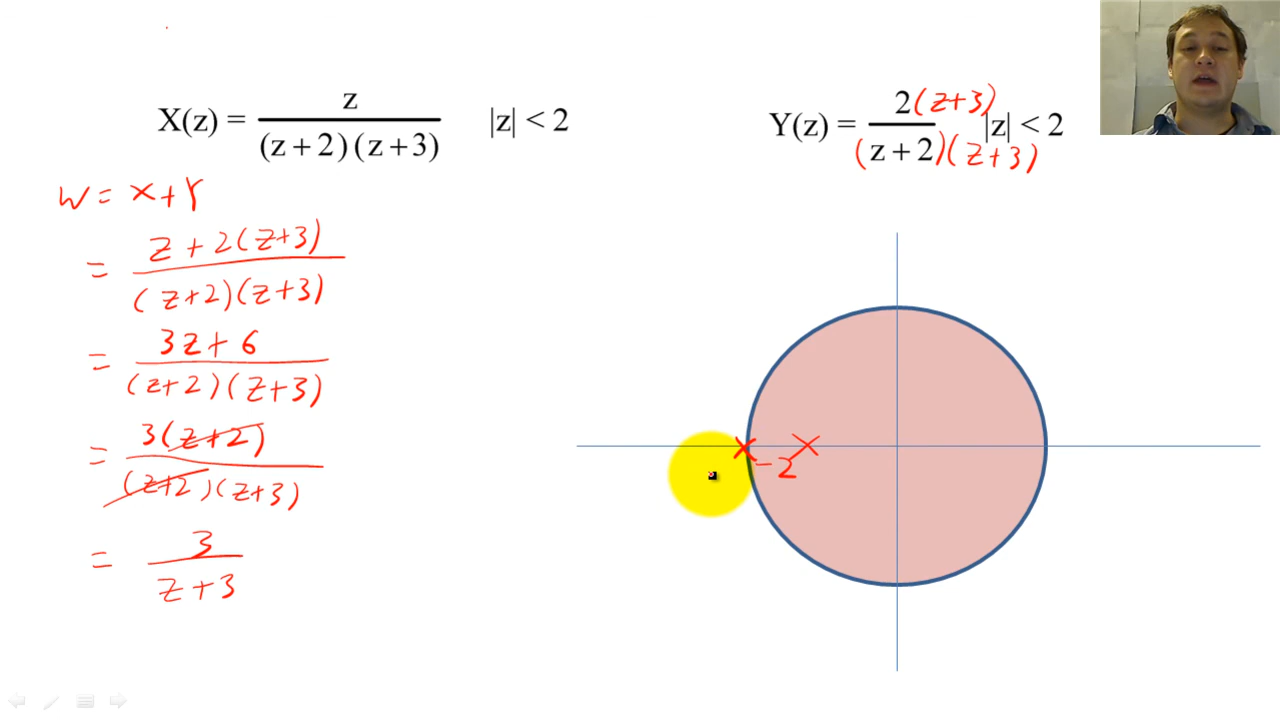 X(z) = z / ((z + 2)(z + 3)) |z| < 2
Y(z) = 2(z+3) / ((z + 2)(z+3)) |z| < 2
W = X + Y
= (z + 2(z+3)) / ((z+2)(z+3))
= (3z + 6) / ((z+2)(z+3))
= 3(z+2) / ((z+2)(z+3))
= 3 / (z+3)
-2